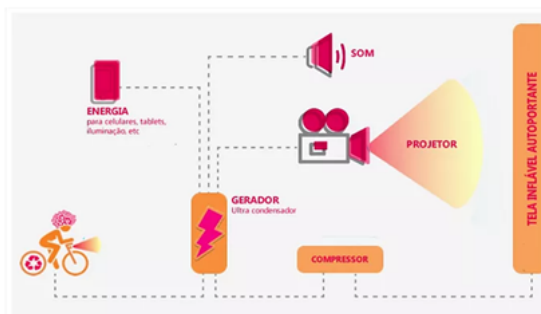 SOM
ENERGIA
para celulares, tablets,
iluminação, etc
PROJETOR
TELA INFLÁVEL AUTOPORTANTE
GERADOR
Ultra condensador
COMPRESSOR